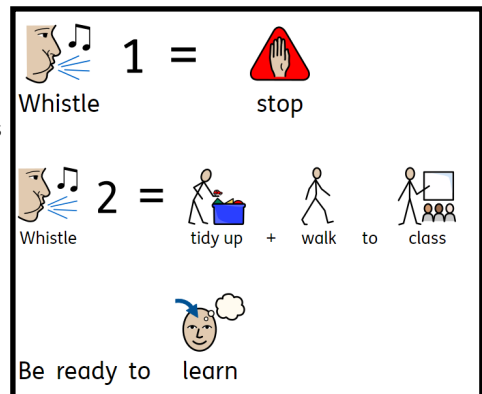 1 =
Whistle stop
2 =
Whistle tidy up + walk to class
Be ready to learn